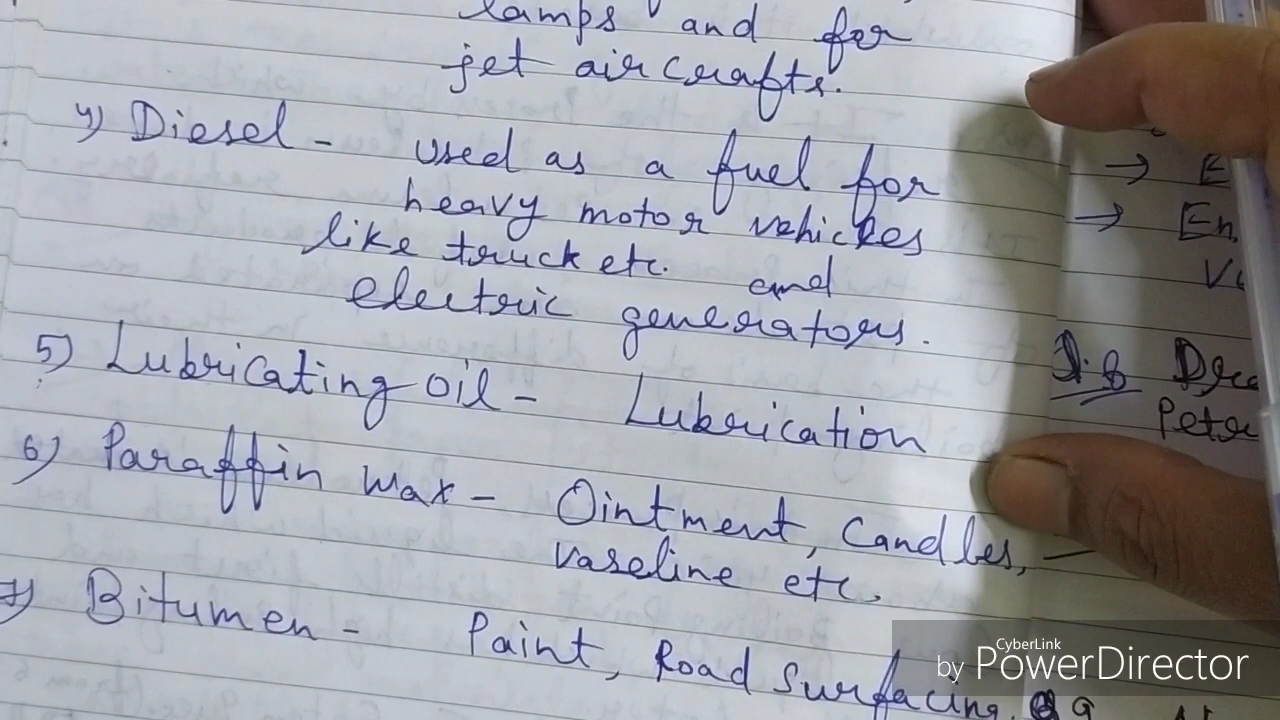 lamps and for
jet aircrafts.
4) Diesel - used as a fuel for
heavy motor vehicles
like truck etc. and
electric generators.
5) Lubricating oil - Lubrication
6) Paraffin wax - Ointment, Candles,
vaseline etc.
7) Bitumen - Paint, Road Surfacing,
→ E
→ En
CyberLink
by PowerDirector